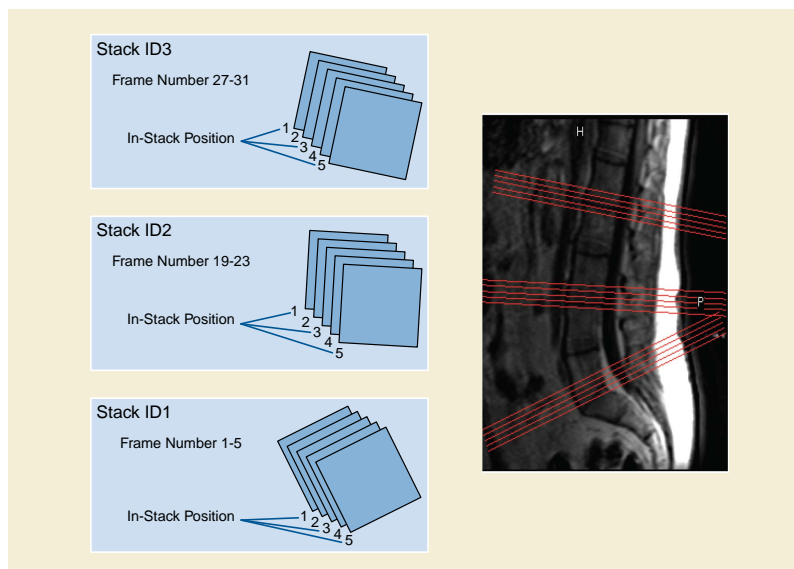 Stack ID3
Frame Number 27-31
In-Stack Position
1
2
3
4
5
Stack ID2
Frame Number 19-23
In-Stack Position
1
2
3
4
5
Stack ID1
Frame Number 1-5
In-Stack Position
1
2
3
4
5
H
P